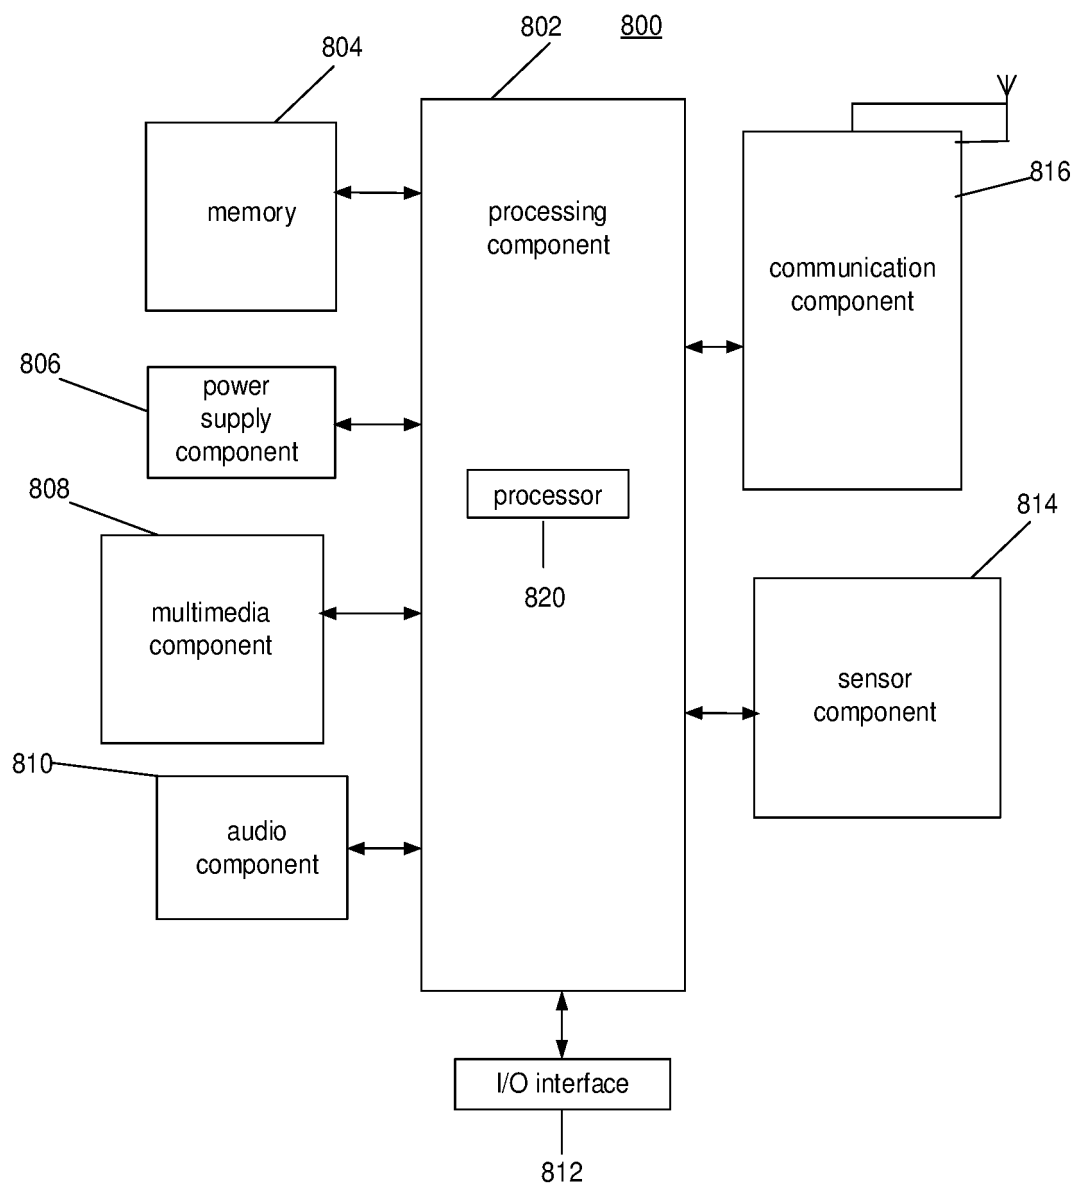 802
800
804
816
memory
processing
component
communication
component
806
power
supply
component
808
processor
814
820
multimedia
component
sensor
component
810
audio
component
I/O interface
812